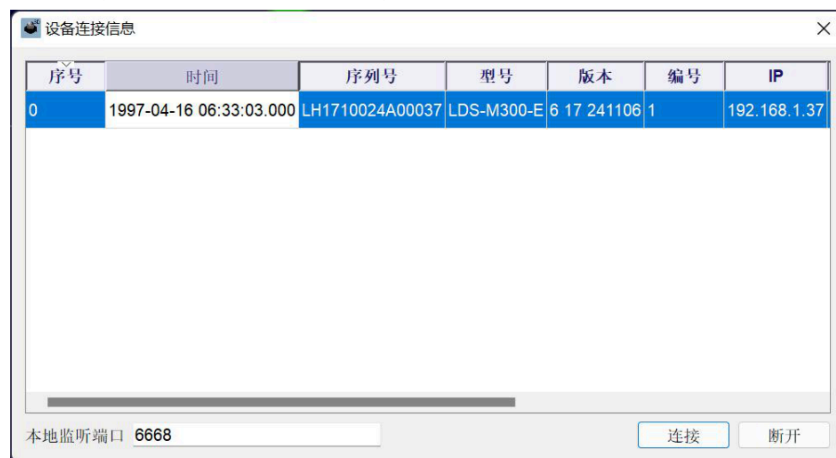 设备连接信息
序号 时间 序列号 型号 版本 编号 IP
0 1997-04-16 06:33:03.000 LH1710024A00037 LDS-M300-E 6 17 241106 1 192.168.1.37
本地监听端口 6668 连接 断开